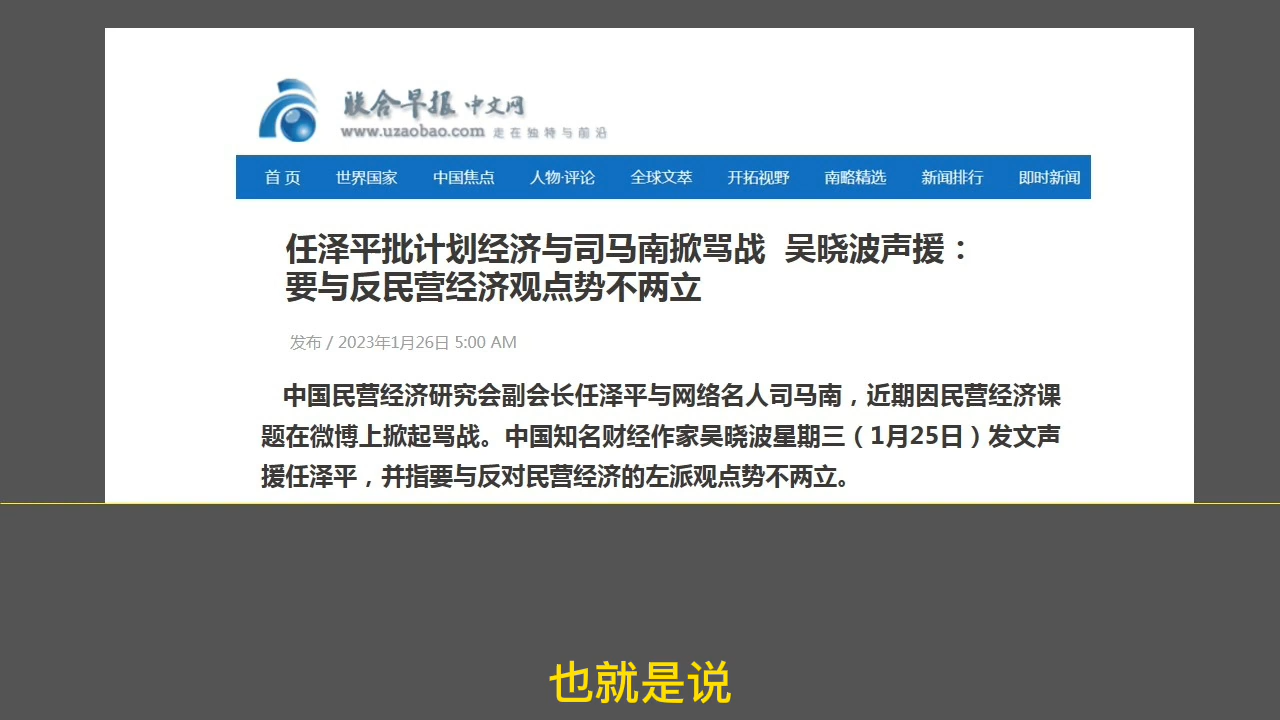 联合早报 中文网
www.uzaobao.com 走在独特与前沿
首 页 世界国家 中国焦点 人物·评论 全球文萃 开拓视野 南略精选 新闻排行 即时新闻
任泽平批计划经济与司马南掀骂战 吴晓波声援：
要与反民营经济观点势不两立
发布 / 2023年1月26日 5:00 AM
中国民营经济研究会副会长任泽平与网络名人司马南，近期因民营经济课
题在微博上掀起骂战。中国知名财经作家吴晓波星期三（1月25日）发文声
援任泽平，并指要与反对民营经济的左派观点势不两立。
也就是说